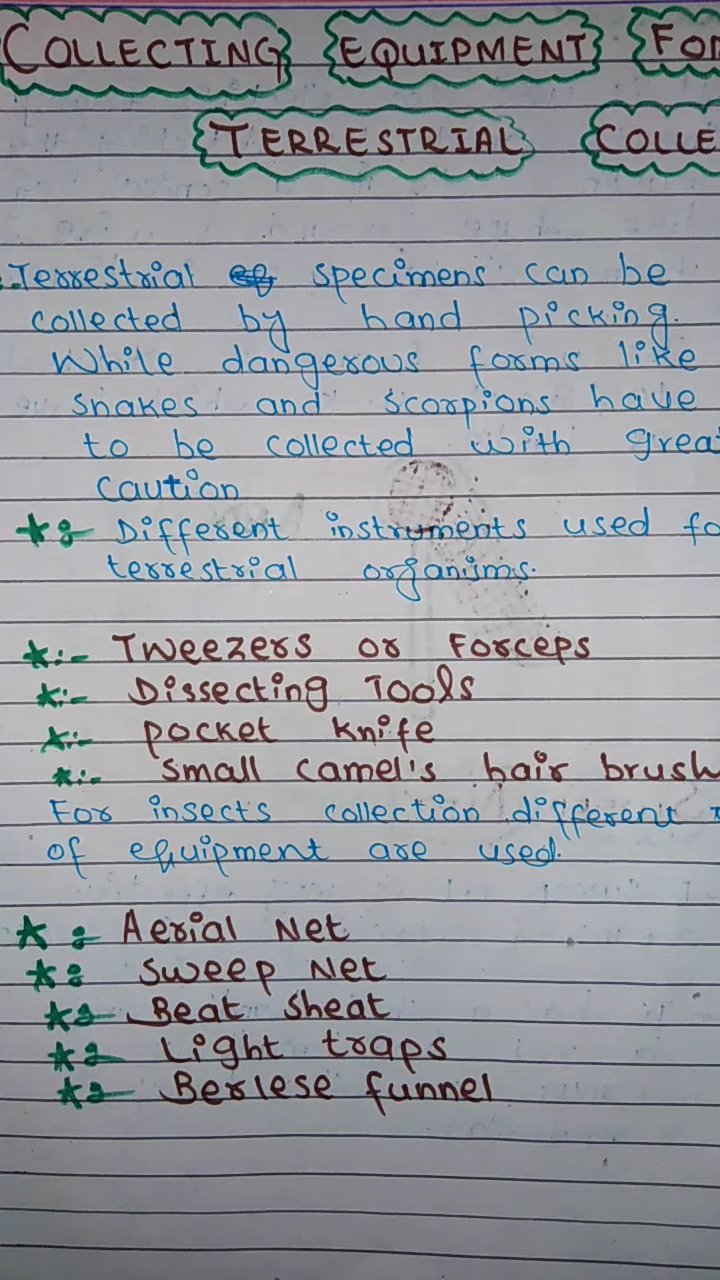 COLLECTING EQUIPMENT FOR
TERRESTRIAL COLLE
Terrestrial specimens can be
collected by hand picking.
While dangerous forms like
snakes and scorpions have
to be collected with grea
caution
Different instruments used fo
terrestrial organisms.
Tweezers or Forceps
Dissecting Tools
Pocket knife
Small camel's hair brush
For insects collection different
of equipment are used.
Aerial Net
Sweep Net
Beat Sheat
Light traps
Berlese funnel